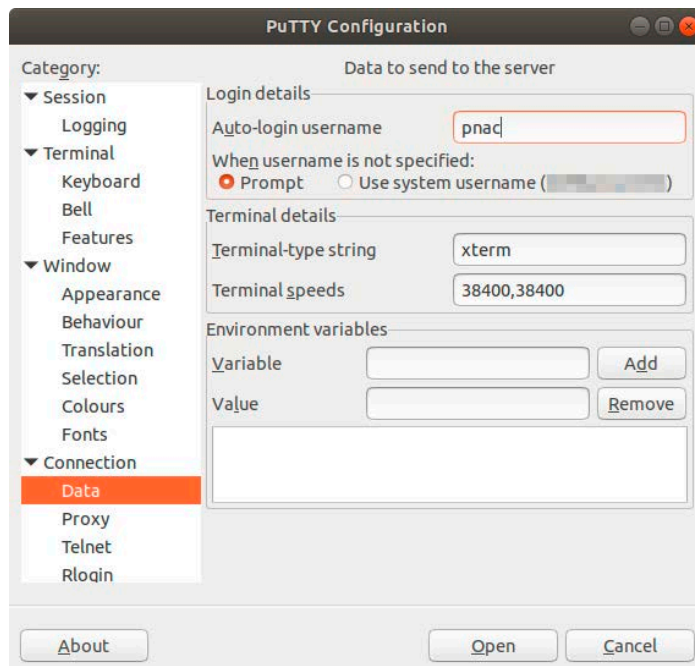 PuTTY Configuration
Category:
Session
Logging
Terminal
Keyboard
Bell
Features
Window
Appearance
Behaviour
Translation
Selection
Colours
Fonts
Connection
Data
Proxy
Telnet
Rlogin
Data to send to the server
Login details
Auto-login username pnac
When username is not specified:
Prompt Use system username ( )
Terminal details
Terminal-type string xterm
Terminal speeds 38400,38400
Environment variables
Variable Add
Value Remove
About Open Cancel